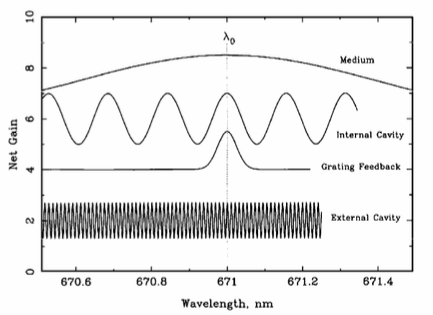 10
λ0
Medium
8
Internal Cavity
6
Grating Feedback
4
External Cavity
2
0
Net Gain
670.6 670.8 671 671.2 671.4
Wavelength, nm